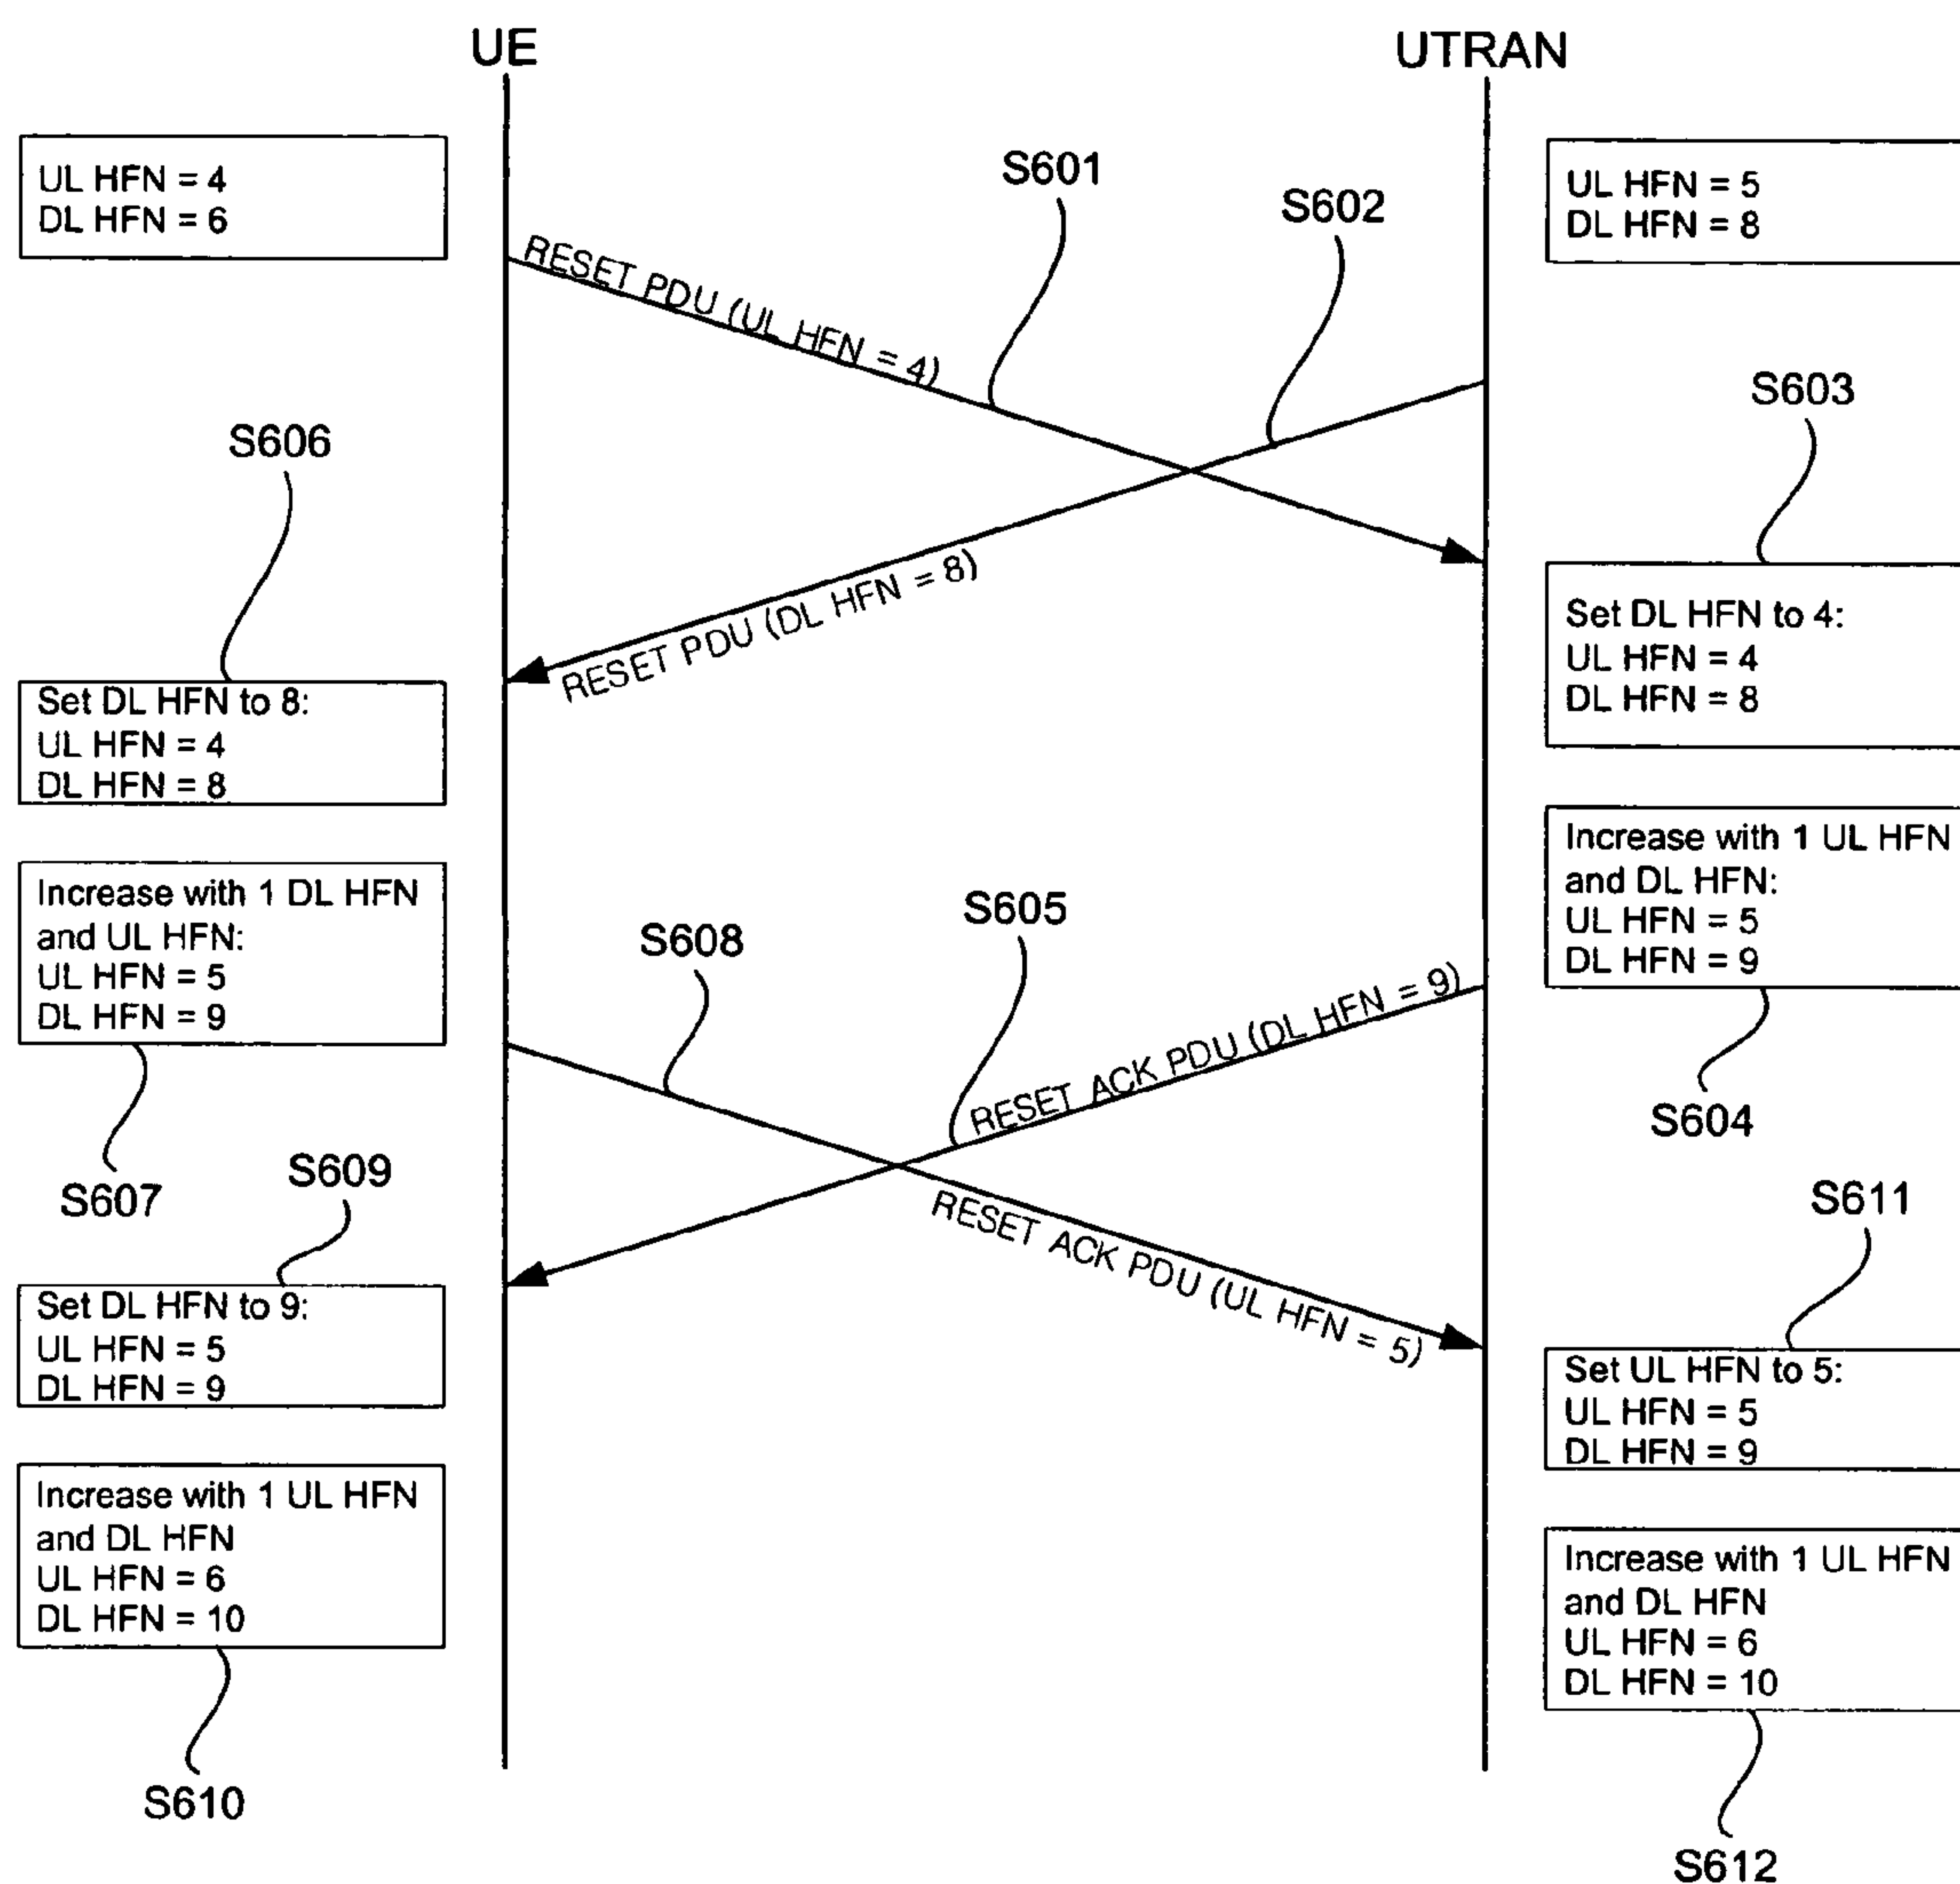 UE
UTRAN
UL HFN = 4
DL HFN = 6
UL HFN = 5
DL HFN = 8
S601
S602
RESET PDU (UL HFN = 4)
S603
S606
RESET PDU (DL HFN = 8)
Set DL HFN to 4:
UL HFN = 4
DL HFN = 8
Set DL HFN to 8:
UL HFN = 4
DL HFN = 8
Increase with 1 UL HFN
and DL HFN:
UL HFN = 5
DL HFN = 9
Increase with 1 DL HFN
and UL HFN:
UL HFN = 5
DL HFN = 9
S608
S605
RESET ACK PDU (DL HFN = 9)
S604
S607
S609
RESET ACK PDU (UL HFN = 5)
S611
Set DL HFN to 9:
UL HFN = 5
DL HFN = 9
Set UL HFN to 5:
UL HFN = 5
DL HFN = 9
Increase with 1 UL HFN
and DL HFN
UL HFN = 6
DL HFN = 10
Increase with 1 UL HFN
and DL HFN
UL HFN = 6
DL HFN = 10
S610
S612